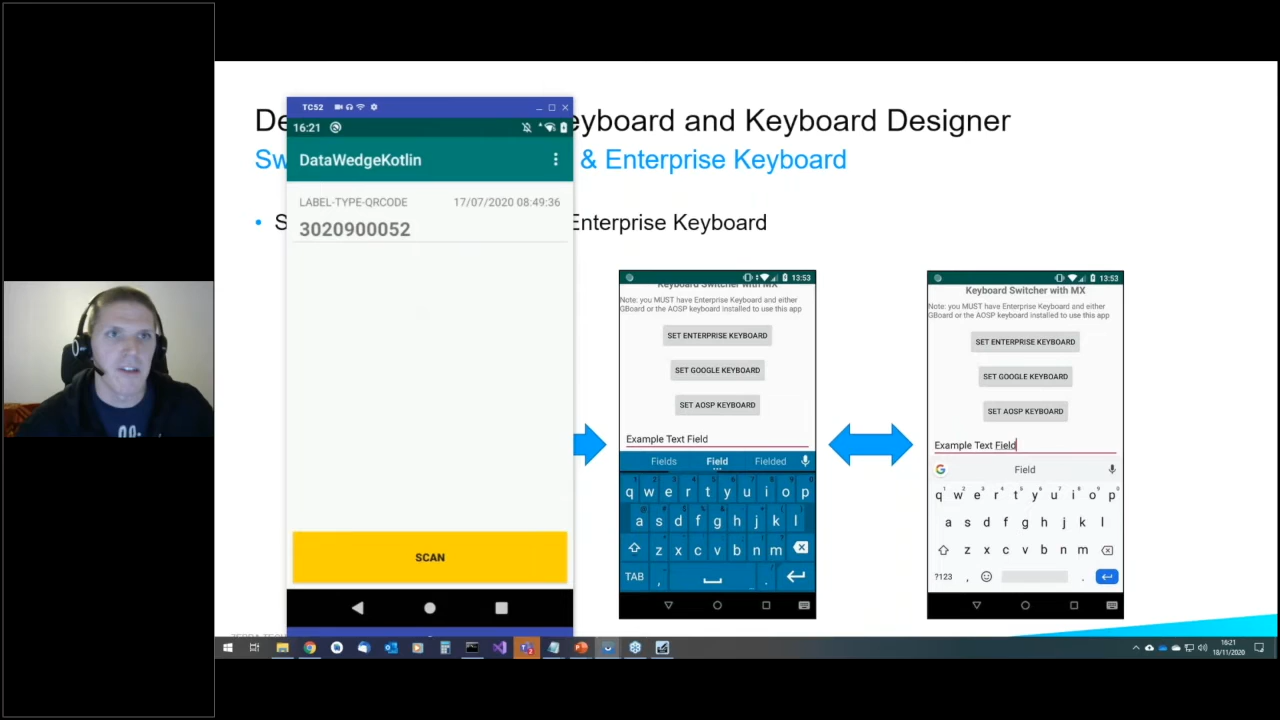 De
eyboard and Keyboard Designer
Sw
& Enterprise Keyboard
• S
Enterprise Keyboard
TC52
16:21
DataWedgeKotlin
LABEL-TYPE-QRCODE 17/07/2020 08:49:36
3020900052
SCAN
13:53
Keyboard Switcher with MX
Note: you MUST have Enterprise Keyboard and either
GBoard or the AOSP keyboard installed to use this app
SET ENTERPRISE KEYBOARD
SET GOOGLE KEYBOARD
SET AOSP KEYBOARD
Example Text Field
Fields Field Fielded
q w e r t y u i o p
a s d f g h j k l
z x c v b n m
TAB , .
13:53
Keyboard Switcher with MX
Note: you MUST have Enterprise Keyboard and either
GBoard or the AOSP keyboard installed to use this app
SET ENTERPRISE KEYBOARD
SET GOOGLE KEYBOARD
SET AOSP KEYBOARD
Example Text Field
Field
q w e r t y u i o p
a s d f g h j k l
z x c v b n m
?123 , .
16:21
18/11/2020